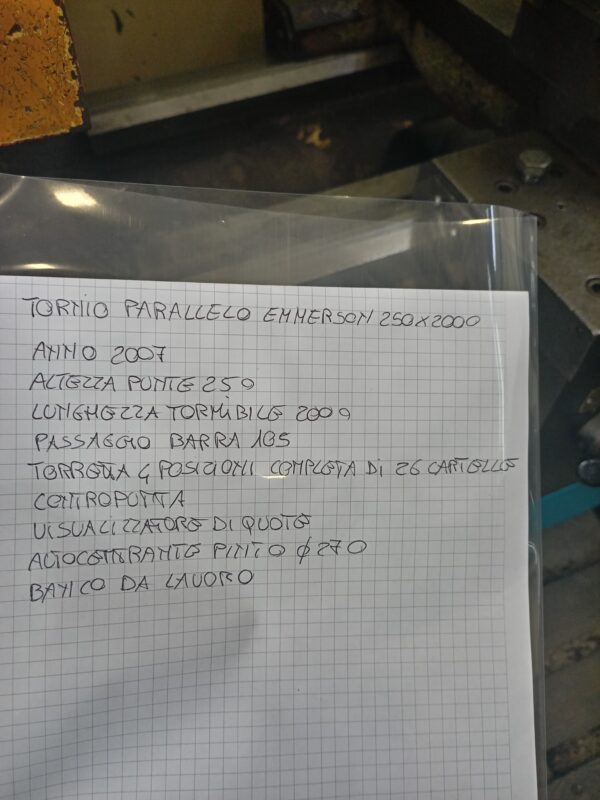 TORNIO PARALLELO EMMERSON 250X2000
ANNO 2007
ALTEZZA PUNTE 250
LUNGHEZZA TORNIBILE 2000
PASSAGGIO BARRA 105
TORRETTA 4 POSIZIONI COMPLETA DI 26 CARTELLE
CONTROPUNTA
VISUALIZZATORE DI QUOTE
AUTOCENTRANTE PINTO ϕ 270
BANCO DA LAVORO